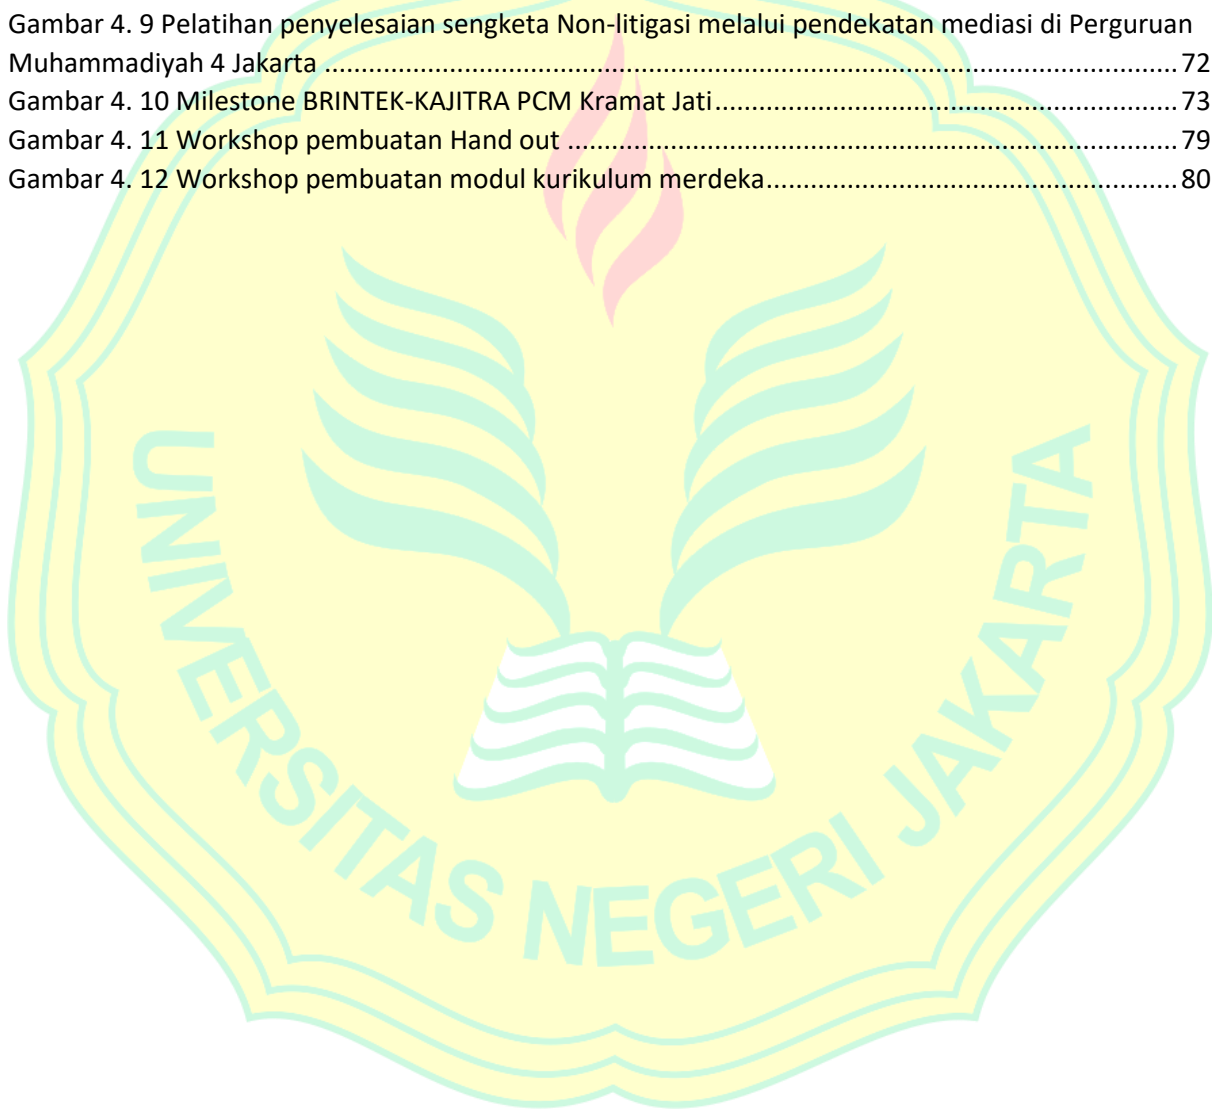 Gambar 4. 9 Pelatihan penyelesaian sengketa Non-litigasi melalui pendekatan mediasi di Perguruan
Muhammadiyah 4 Jakarta ........................................................................................................................ 72
Gambar 4. 10 Milestone BRINTEK-KAJITRA PCM Kramat Jati................................................................. 73
Gambar 4. 11 Workshop pembuatan Hand out ..................................................................................... 79
Gambar 4. 12 Workshop pembuatan modul kurikulum merdeka.......................................................... 80
UNIVERSITAS NEGERI JAKARTA